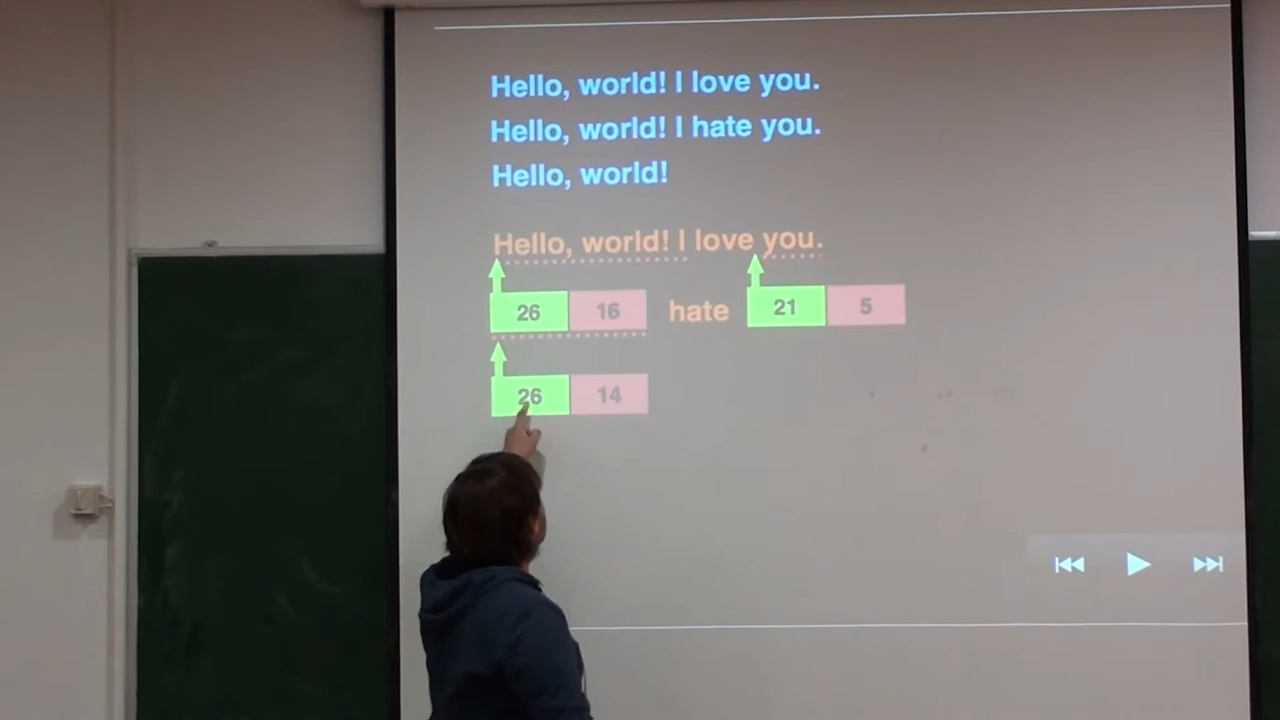 Hello, world! I love you.
Hello, world! I hate you.
Hello, world!
Hello, world! I love you.
26 16 hate 21 5
26 14